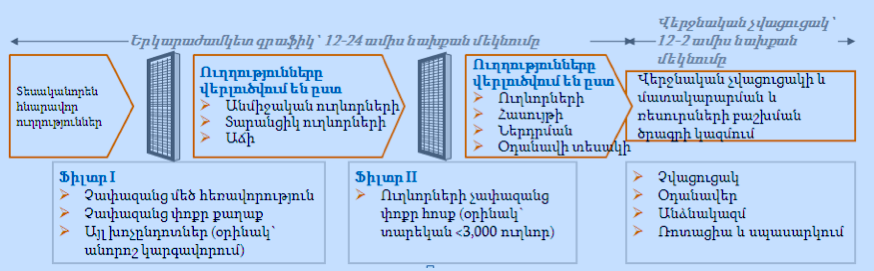 Երկարաժամկետ գրաֆիկ՝ 12-24 ամիս նախքան մեկնումը
Վերջնական չվացուցակ՝
12-2 ամիս նախքան
մեկնումը
Տեսականորեն
հնարավոր
ուղղություններ
Ուղղությունները
վերլուծվում են ըստ
Անմիջական ուղևորների
Տարանցիկ ուղևորների
Աճի
Ուղղությունները
վերլուծվում են ըստ
Ուղևորների
Հասույթի
Ներդրման
Օդանավի տեսակի
Վերջնական չվացուցակի և
մատակարարման և
ռեսուրսների բաշխման
ծրագրի կազմում
Ֆիլտր I
Չափազանց մեծ հեռավորություն
Չափազանց փոքր քաղաք
Այլ խոչընդոտներ (օրինակ՝
անորոշ կարգավորում)
Ֆիլտր II
Ուղևորների չափազանց
փոքր հոսք (օրինակ՝
տարեկան <3,000 ուղևոր)
Չվացուցակ
Օդանավեր
Անձնակազմ
Ռոտացիա և սպասարկում